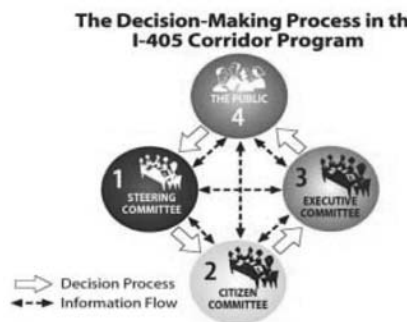 The Decision-Making Process in th
I-405 Corridor Program
THE PUBLIC
4
1
STEERING
COMMITTEE
3
EXECUTIVE
COMMITTEE
2
CITIZEN
COMMITTEE
Decision Process
Information Flow